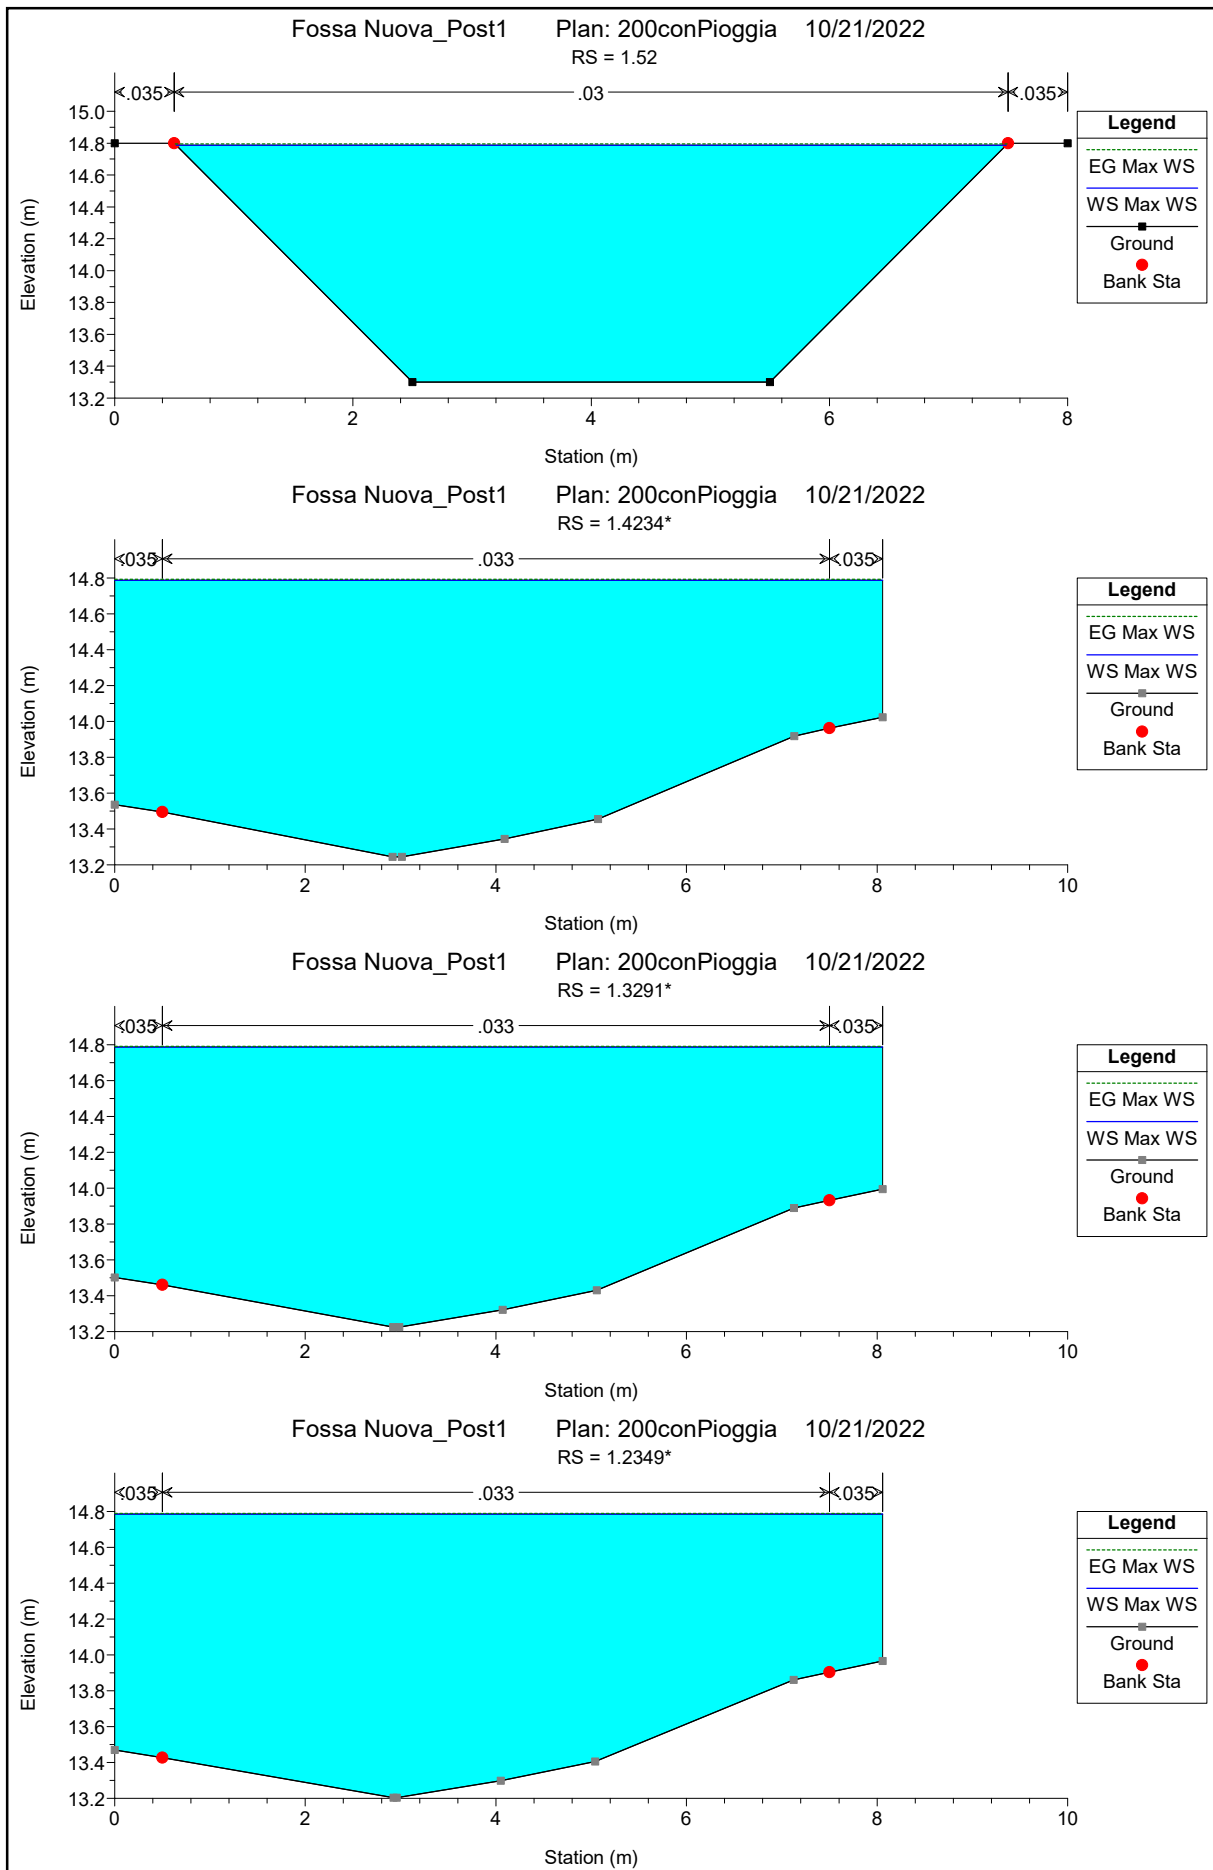 Fossa Nuova_Post1 Plan: 200conPioggia 10/21/2022
RS = 1.52
.035 .03 .035
15.0
14.8
14.6
14.4
14.2
14.0
13.8
13.6
13.4
13.2
0 2 4 6 8
Station (m)
Elevation (m)
Legend
EG Max WS
WS Max WS
Ground
Bank Sta
Fossa Nuova_Post1 Plan: 200conPioggia 10/21/2022
RS = 1.4234*
.035 .033 .035
14.8
14.6
14.4
14.2
14.0
13.8
13.6
13.4
13.2
0 2 4 6 8 10
Station (m)
Elevation (m)
Legend
EG Max WS
WS Max WS
Ground
Bank Sta
Fossa Nuova_Post1 Plan: 200conPioggia 10/21/2022
RS = 1.3291*
.035 .033 .035
14.8
14.6
14.4
14.2
14.0
13.8
13.6
13.4
13.2
0 2 4 6 8 10
Station (m)
Elevation (m)
Legend
EG Max WS
WS Max WS
Ground
Bank Sta
Fossa Nuova_Post1 Plan: 200conPioggia 10/21/2022
RS = 1.2349*
.035 .033 .035
14.8
14.6
14.4
14.2
14.0
13.8
13.6
13.4
13.2
0 2 4 6 8 10
Station (m)
Elevation (m)
Legend
EG Max WS
WS Max WS
Ground
Bank Sta